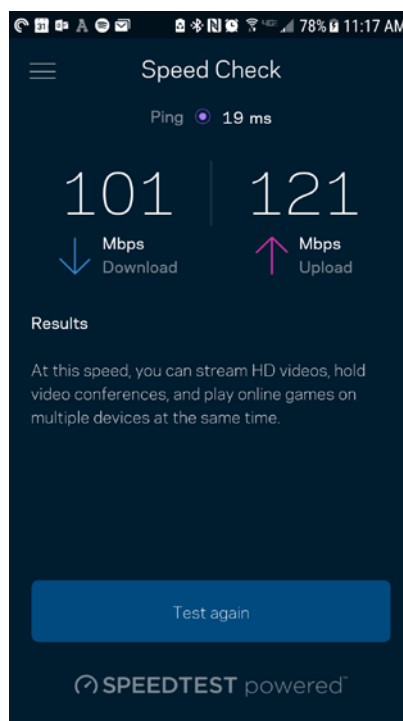 31 78% 11:17 AM
Speed Check
Ping 19 ms
101 121
Mbps Mbps
Download Upload
Results
At this speed, you can stream HD videos, hold
video conferences, and play online games on
multiple devices at the same time.
Test again
SPEEDTEST powered™